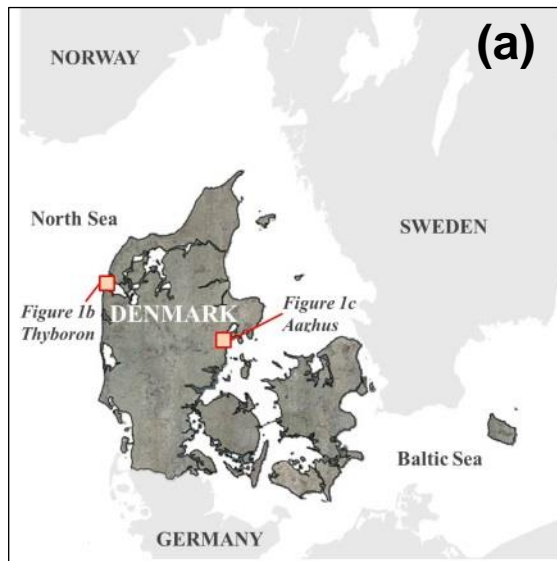 (a)
NORWAY
North Sea
SWEDEN
Figure 1b
Thyboron
DENMARK
Figure 1c
Aarhus
Baltic Sea
GERMANY